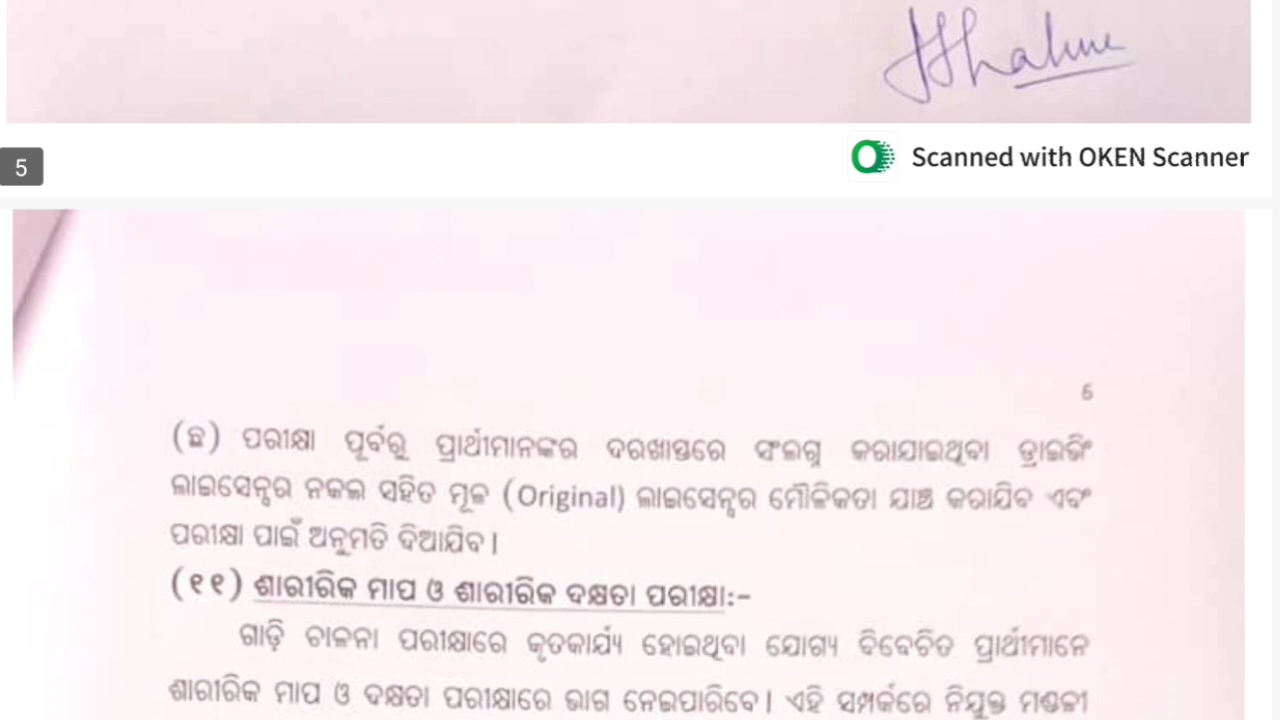 5
Scanned with OKEN Scanner
6
(ଛ) ପରୀକ୍ଷା ପୂର୍ବରୁ ପ୍ରାର୍ଥୀମାନଙ୍କର ଦରଖାସ୍ତରେ ସଂଲଗ୍ନ କରାଯାଇଥିବା ଡ୍ରାଇଭିଂ
ଲାଇସେନ୍ସର ନକଲ ସହିତ ମୂଳ (Original) ଲାଇସେନ୍ସର ମୌଳିକତା ଯାଞ୍ଚ କରାଯିବ ଏବଂ
ପରୀକ୍ଷା ପାଇଁ ଅନୁମତି ଦିଆଯିବ।
(୧୧) ଶାରୀରିକ ମାପ ଓ ଶାରୀରିକ ଦକ୍ଷତା ପରୀକ୍ଷା:-
ଗାଡ଼ି ଚାଳନା ପରୀକ୍ଷାରେ କୃତକାର୍ଯ୍ୟ ହୋଇଥିବା ଯୋଗ୍ୟ ବିବେଚିତ ପ୍ରାର୍ଥୀମାନେ
ଶାରୀରିକ ମାପ ଓ ଦକ୍ଷତା ପରୀକ୍ଷାରେ ଭାଗ ନେଇପାରିବେ। ଏହି ସମ୍ପର୍କରେ ନିଯୁକ୍ତ ମଣ୍ଡଳୀ